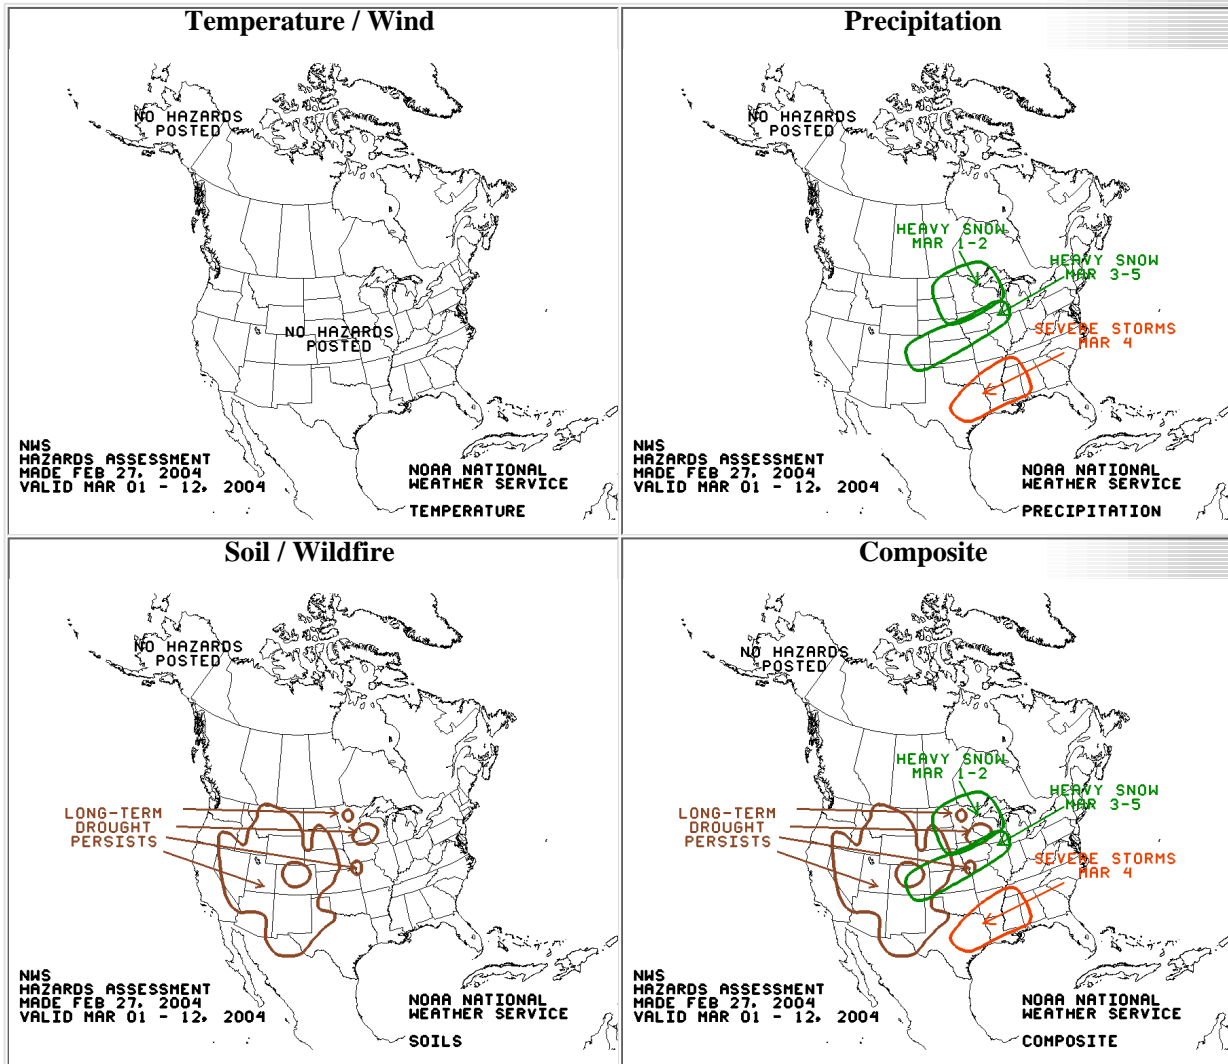 Temperature / Wind
NO HAZARDS
POSTED
NO HAZARDS
POSTED
NWS
HAZARDS ASSESSMENT
MADE FEB 27, 2004
VALID MAR 01 - 12, 2004
NOAA NATIONAL
WEATHER SERVICE
TEMPERATURE
Precipitation
NO HAZARDS
POSTED
HEAVY SNOW
MAR 1-2
HEAVY SNOW
MAR 3-5
SEVERE STORMS
MAR 4
NWS
HAZARDS ASSESSMENT
MADE FEB 27, 2004
VALID MAR 01 - 12, 2004
NOAA NATIONAL
WEATHER SERVICE
PRECIPITATION
Soil / Wildfire
NO HAZARDS
POSTED
LONG-TERM
DROUGHT
PERSISTS
NWS
HAZARDS ASSESSMENT
MADE FEB 27, 2004
VALID MAR 01 - 12, 2004
NOAA NATIONAL
WEATHER SERVICE
SOILS
Composite
NO HAZARDS
POSTED
HEAVY SNOW
MAR 1-2
HEAVY SNOW
MAR 3-5
LONG-TERM
DROUGHT
PERSISTS
SEVERE STORMS
MAR 4
NWS
HAZARDS ASSESSMENT
MADE FEB 27, 2004
VALID MAR 01 - 12, 2004
NOAA NATIONAL
WEATHER SERVICE
COMPOSITE